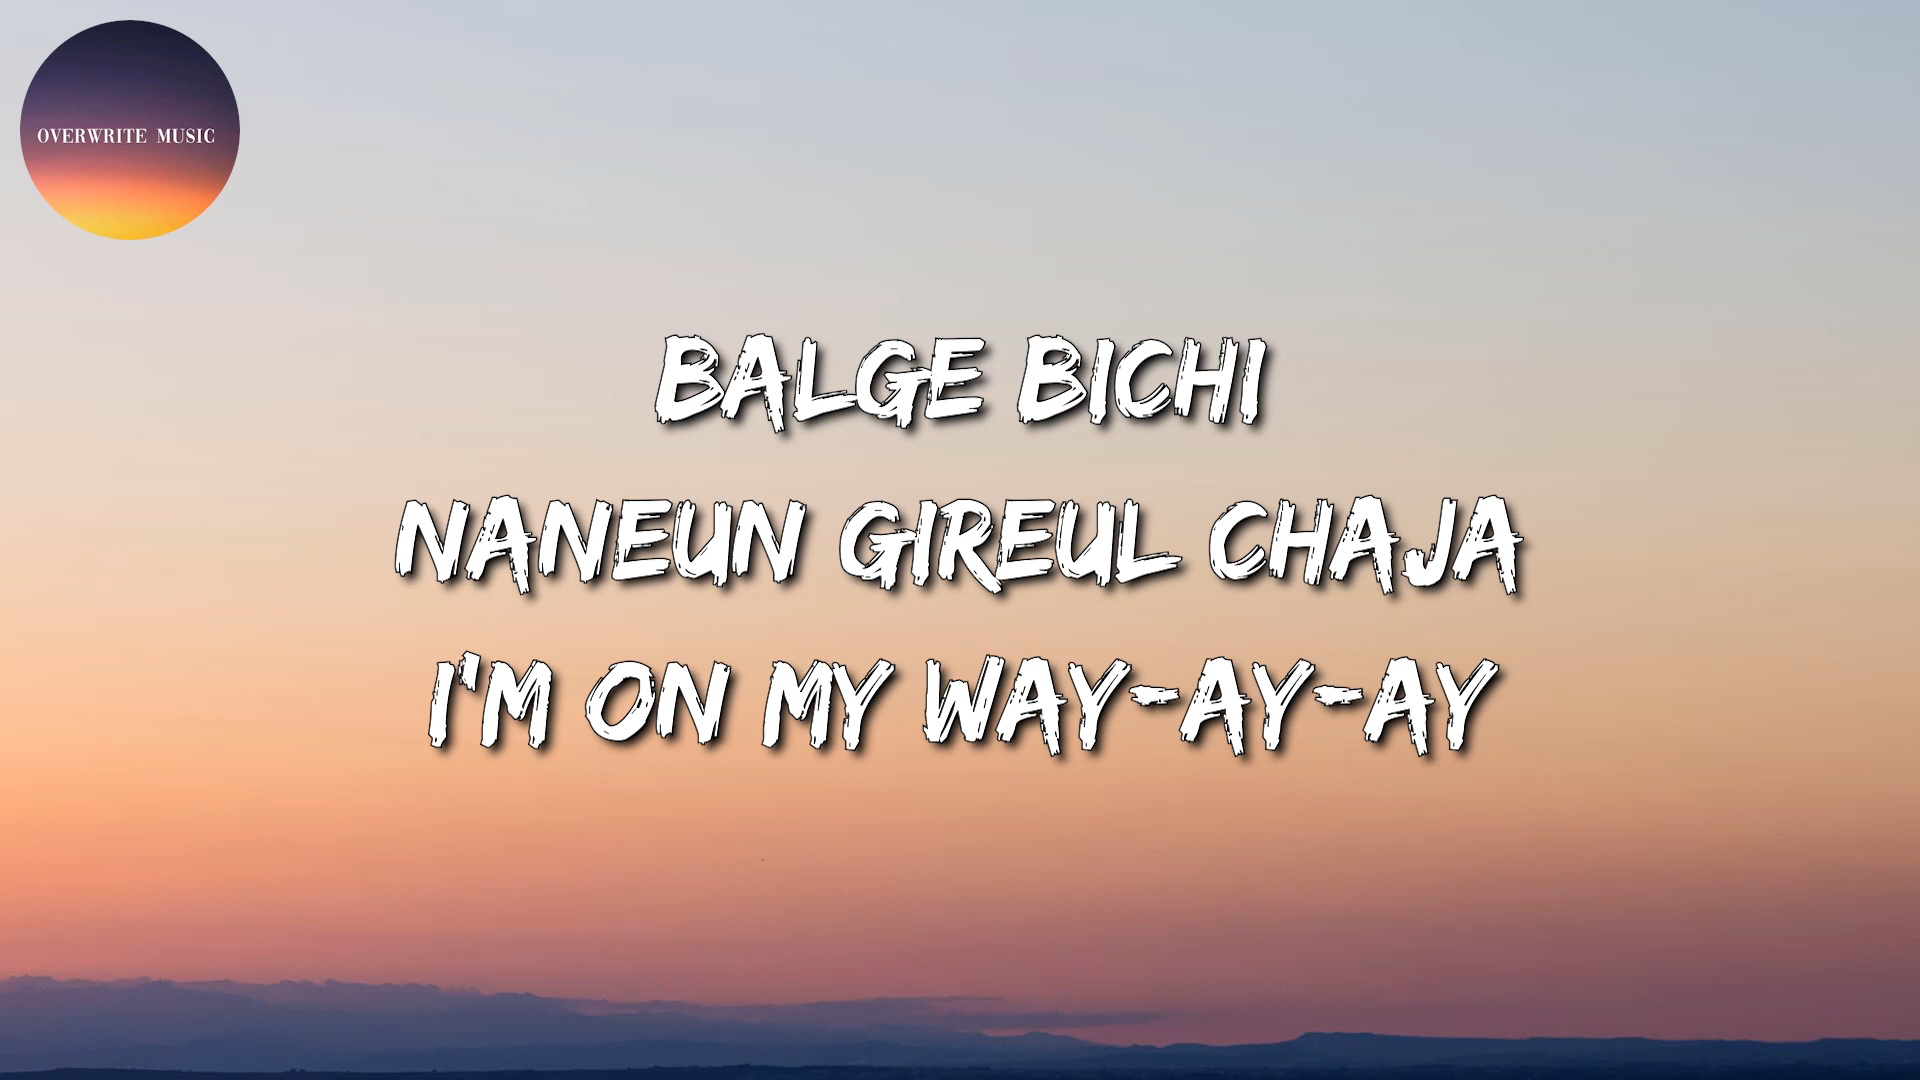 OVERWRITE MUSIC
BALGE BICHI
NANEUN GIREUL CHAJA
I'M ON MY WAY-AY-AY